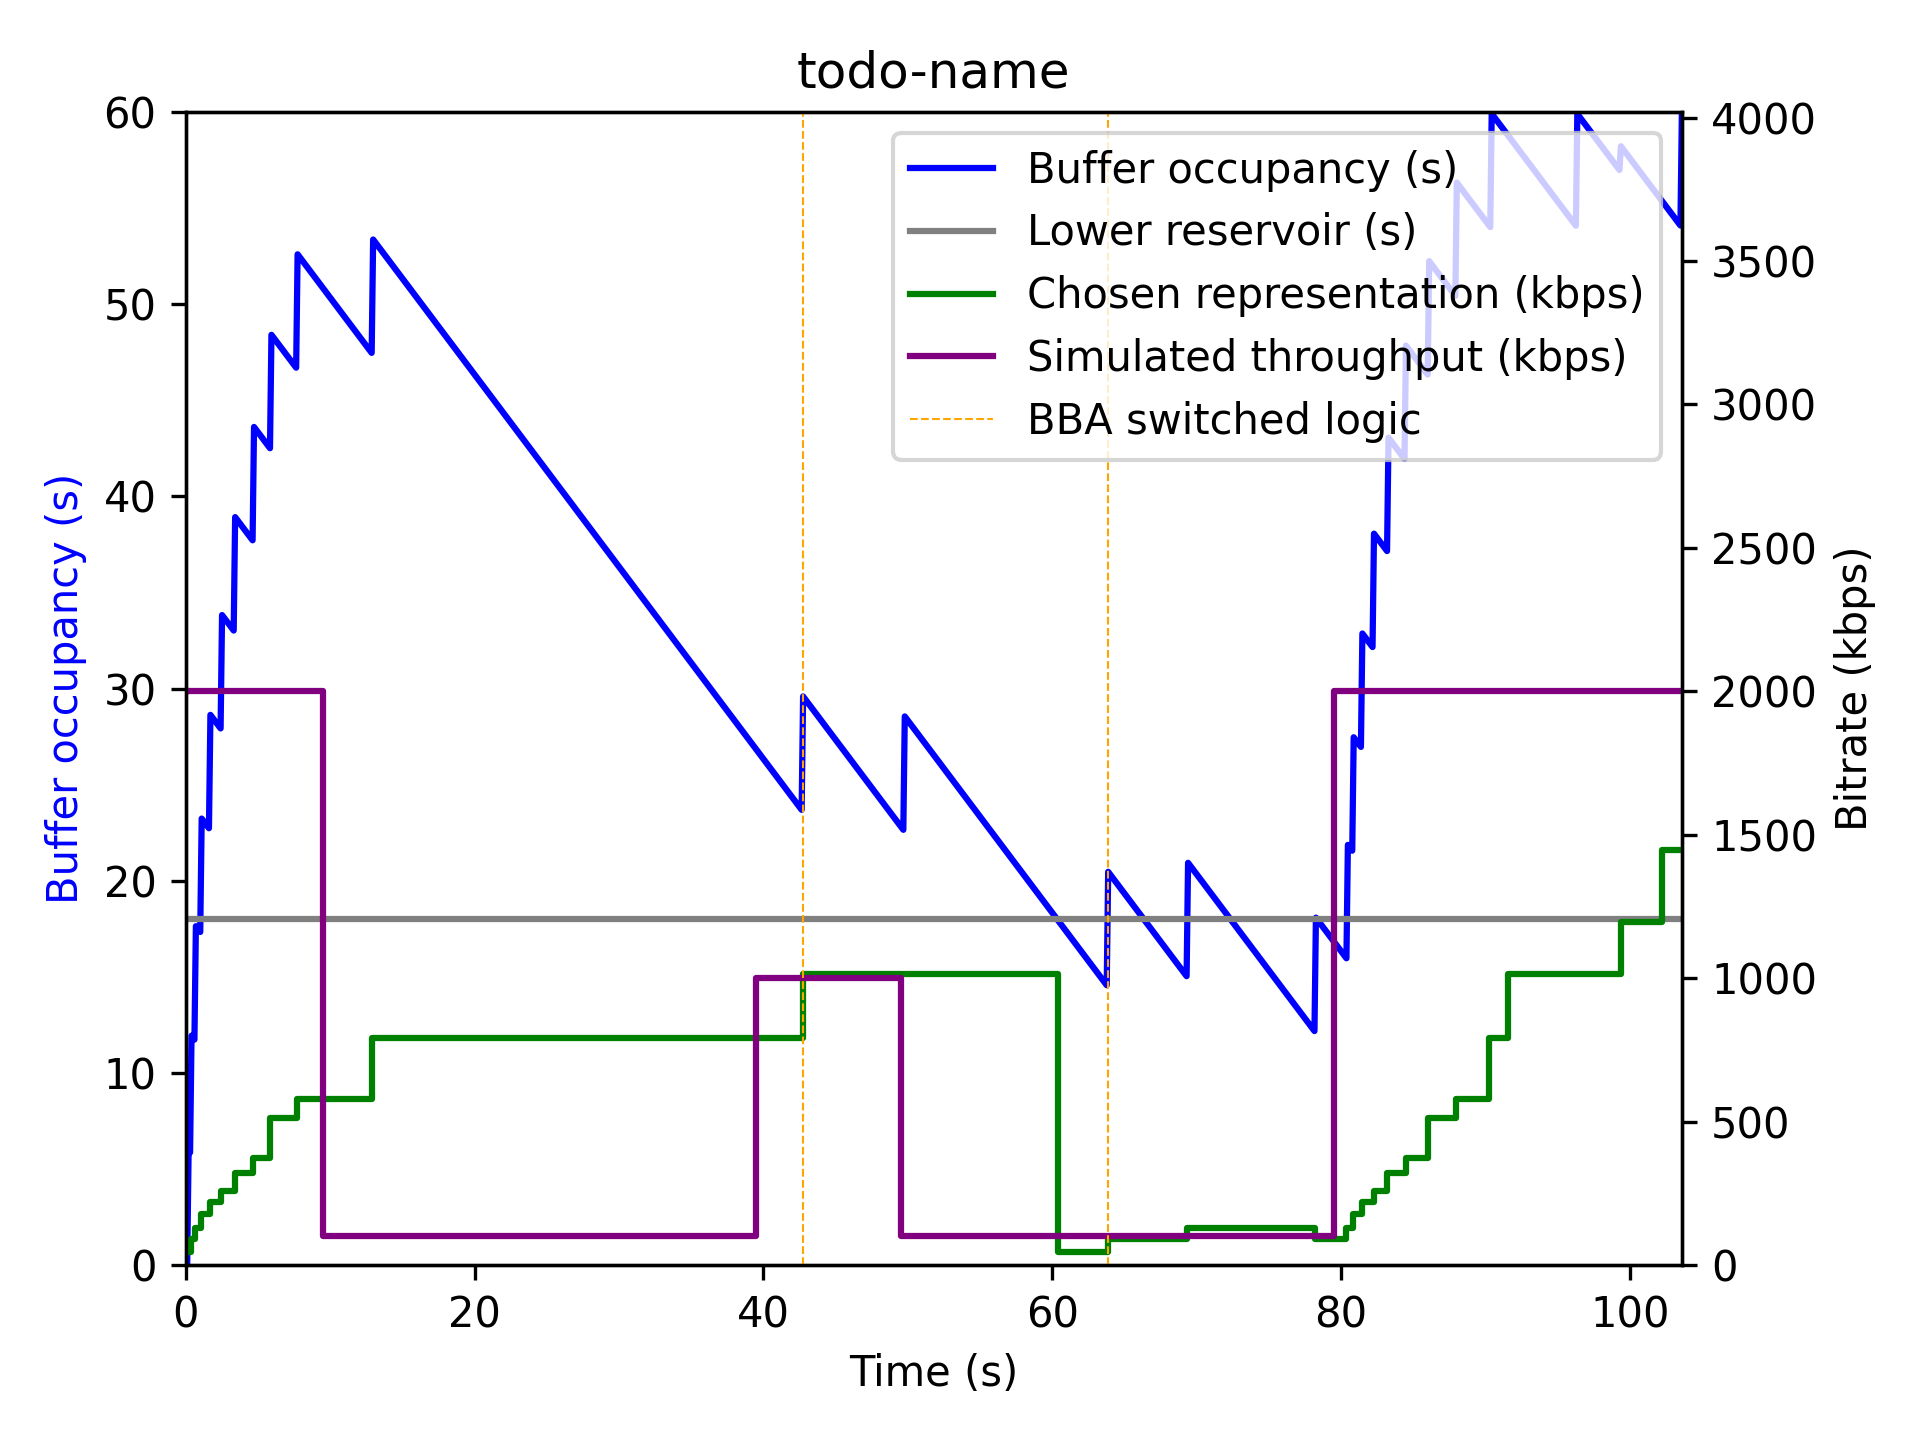 todo-name
60
50
40
30
20
10
0
Buffer occupancy (s)
4000
3500
3000
2500
2000
1500
1000
500
0
Bitrate (kbps)
Buffer occupancy (s)
Lower reservoir (s)
Chosen representation (kbps)
Simulated throughput (kbps)
BBA switched logic
0 20 40 60 80 100
Time (s)